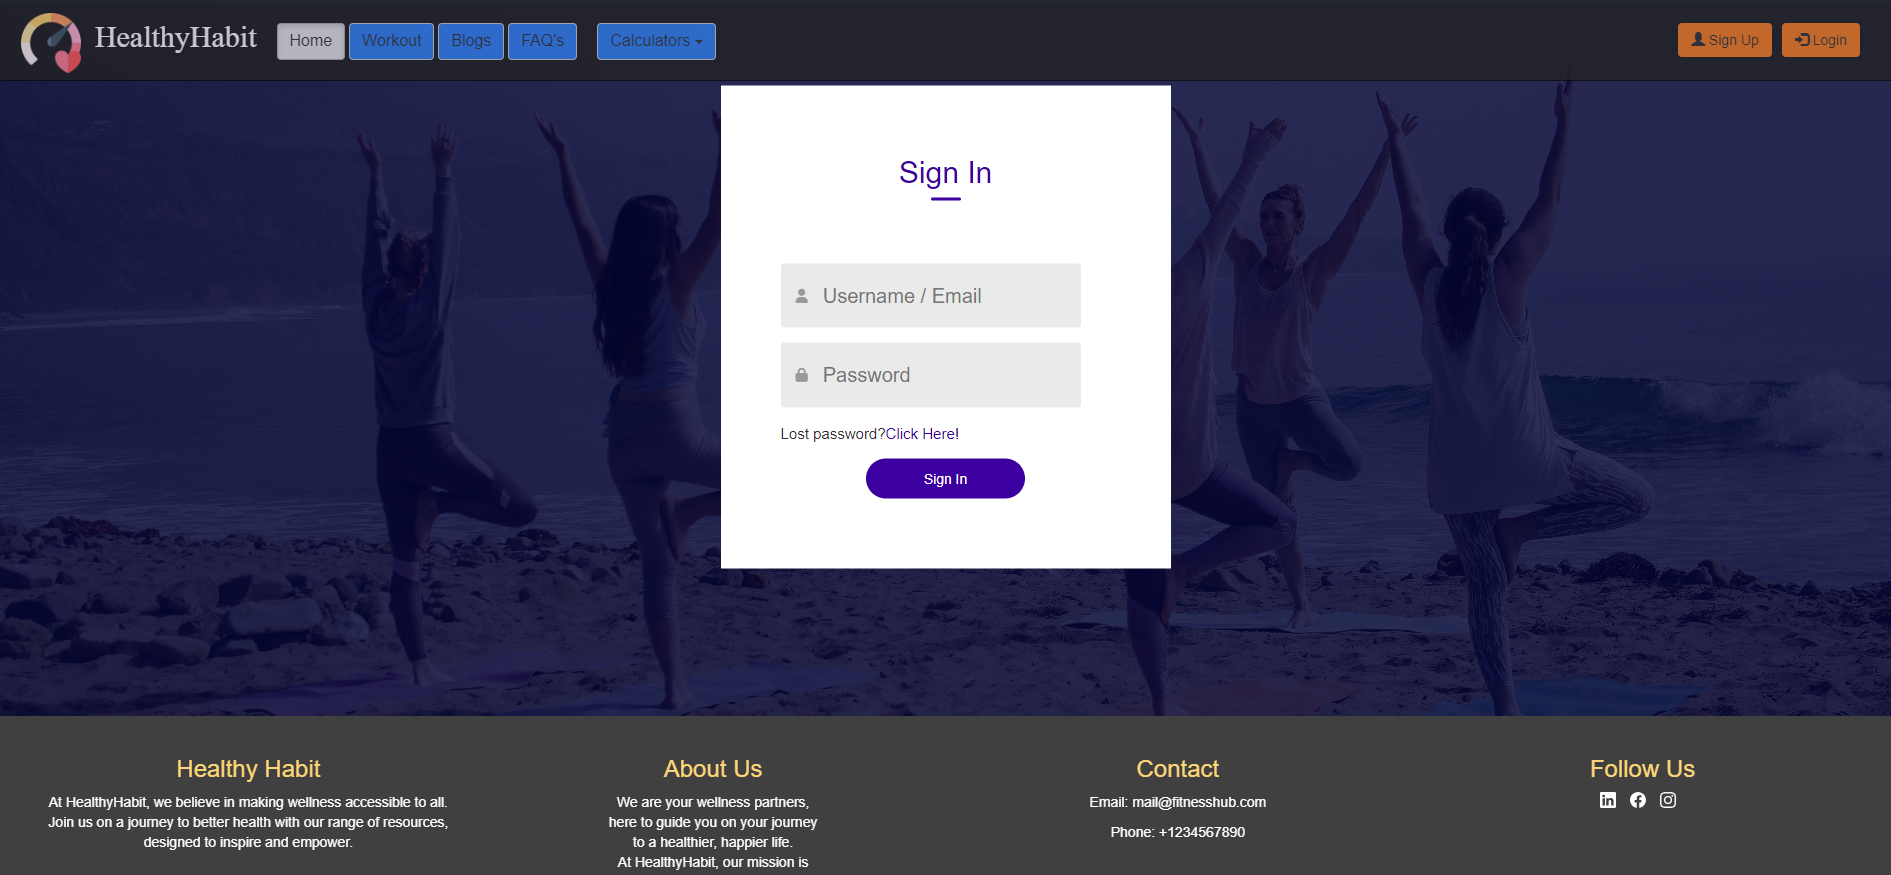 HealthyHabit
Home
Workout
Blogs
FAQ's
Calculators
Sign Up
Login
Sign In
Username / Email
Password
Lost password?Click Here!
Sign In
Healthy Habit
At HealthyHabit, we believe in making wellness accessible to all.
Join us on a journey to better health with our range of resources,
designed to inspire and empower.
About Us
We are your wellness partners,
here to guide you on your journey
to a healthier, happier life.
At HealthyHabit, our mission is
Contact
Email: mail@fitnesshub.com
Phone: +1234567890
Follow Us